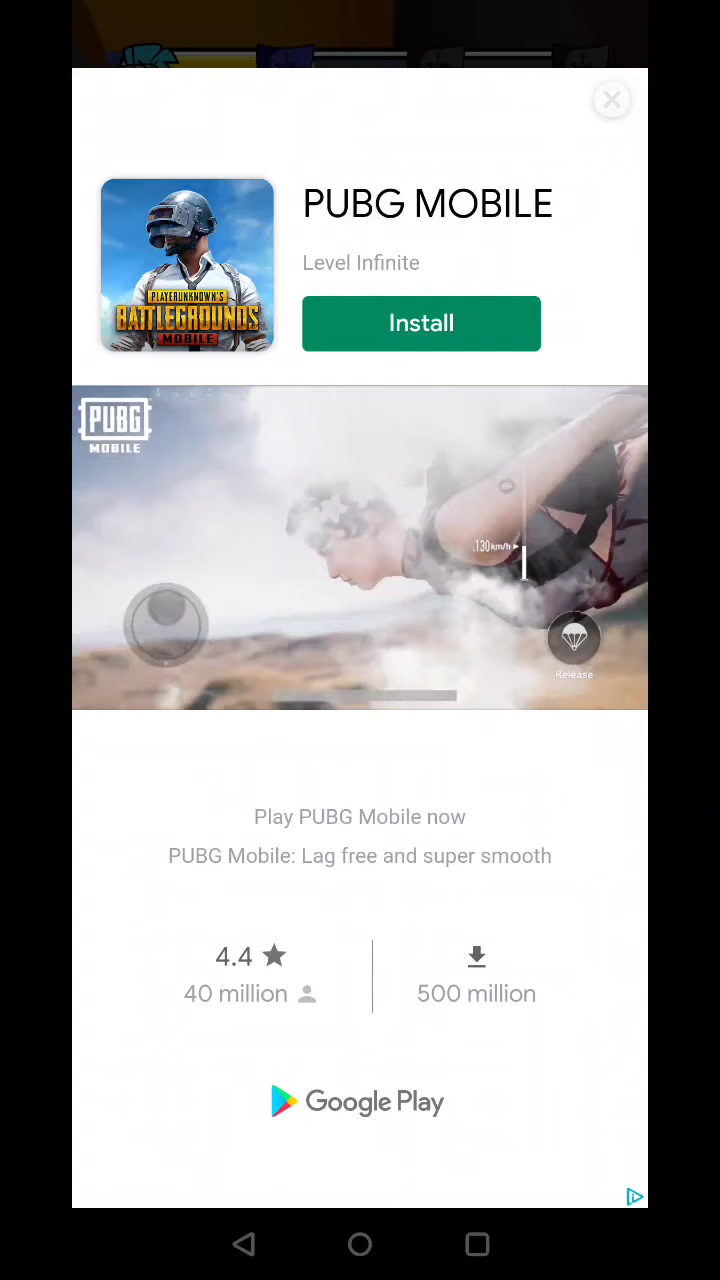 PUBG MOBILE
Level Infinite
Install
PLAYERUNKNOWN'S
BATTLEGROUNDS
MOBILE
PUBG
MOBILE
130km/h
Release
Play PUBG Mobile now
PUBG Mobile: Lag free and super smooth
4.4
40 million
500 million
Google Play